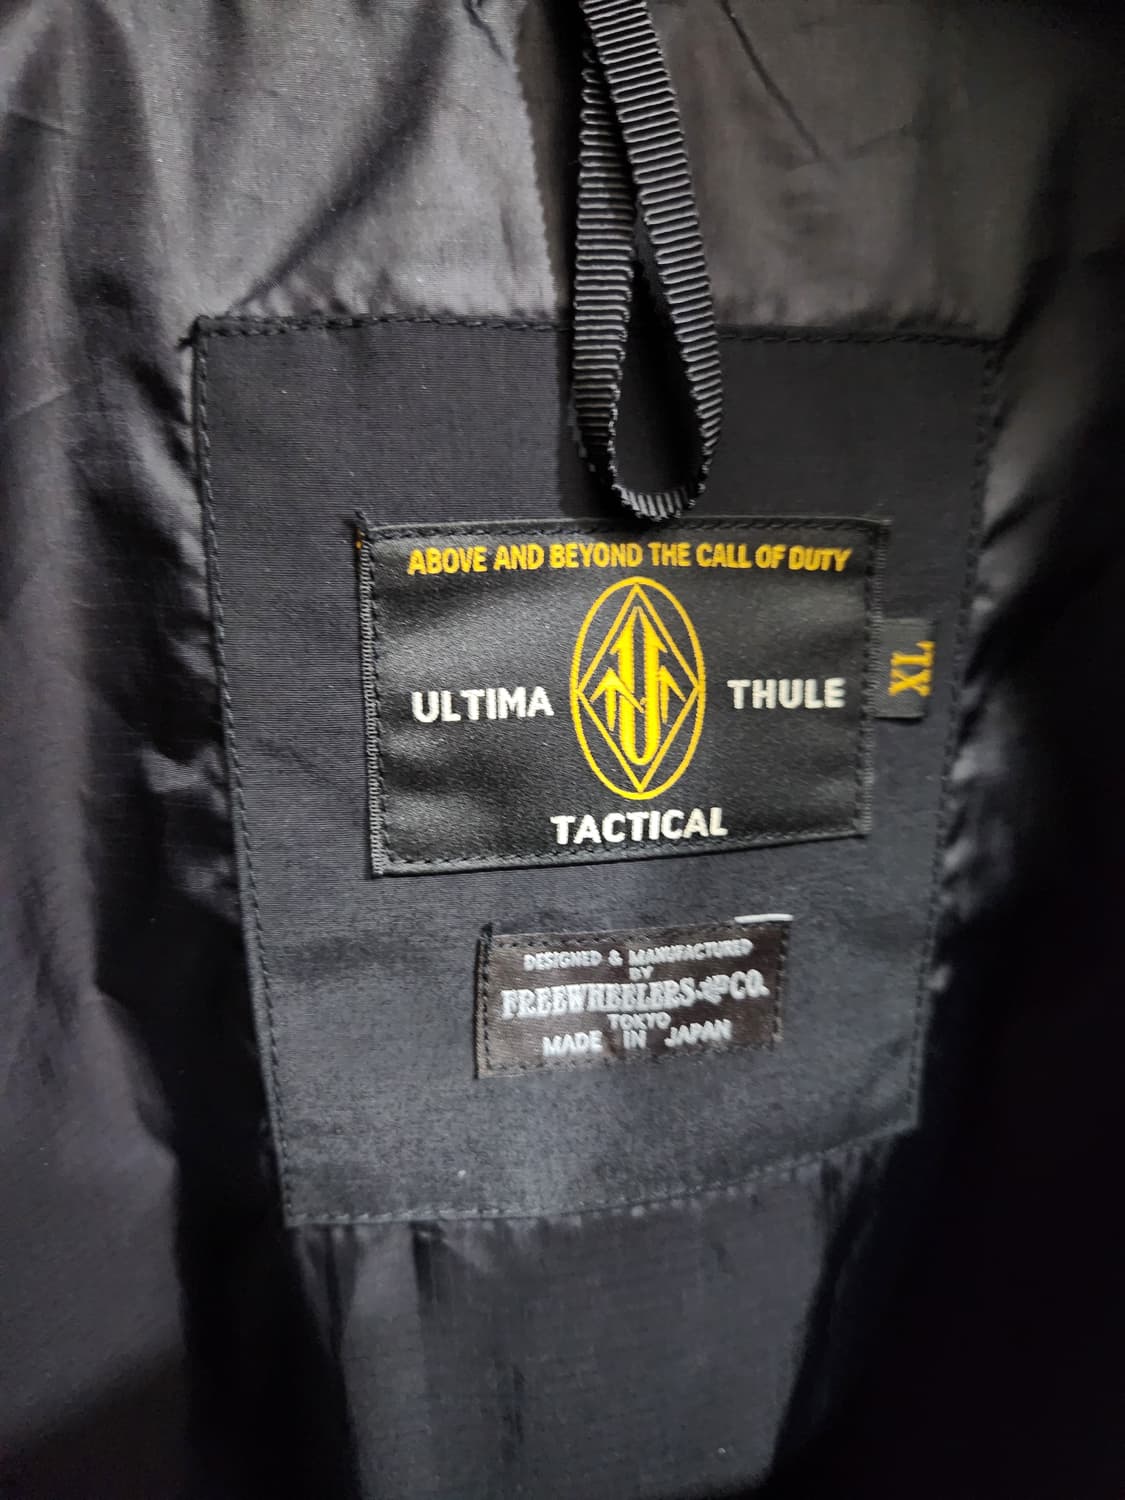 ABOVE AND BEYOND THE CALL OF DUTY
ULTIMA THULE
TACTICAL
XL
DESIGNED & MANUFACTURED
BY
FREEWHEELERS CO.
TOKYO
MADE IN JAPAN